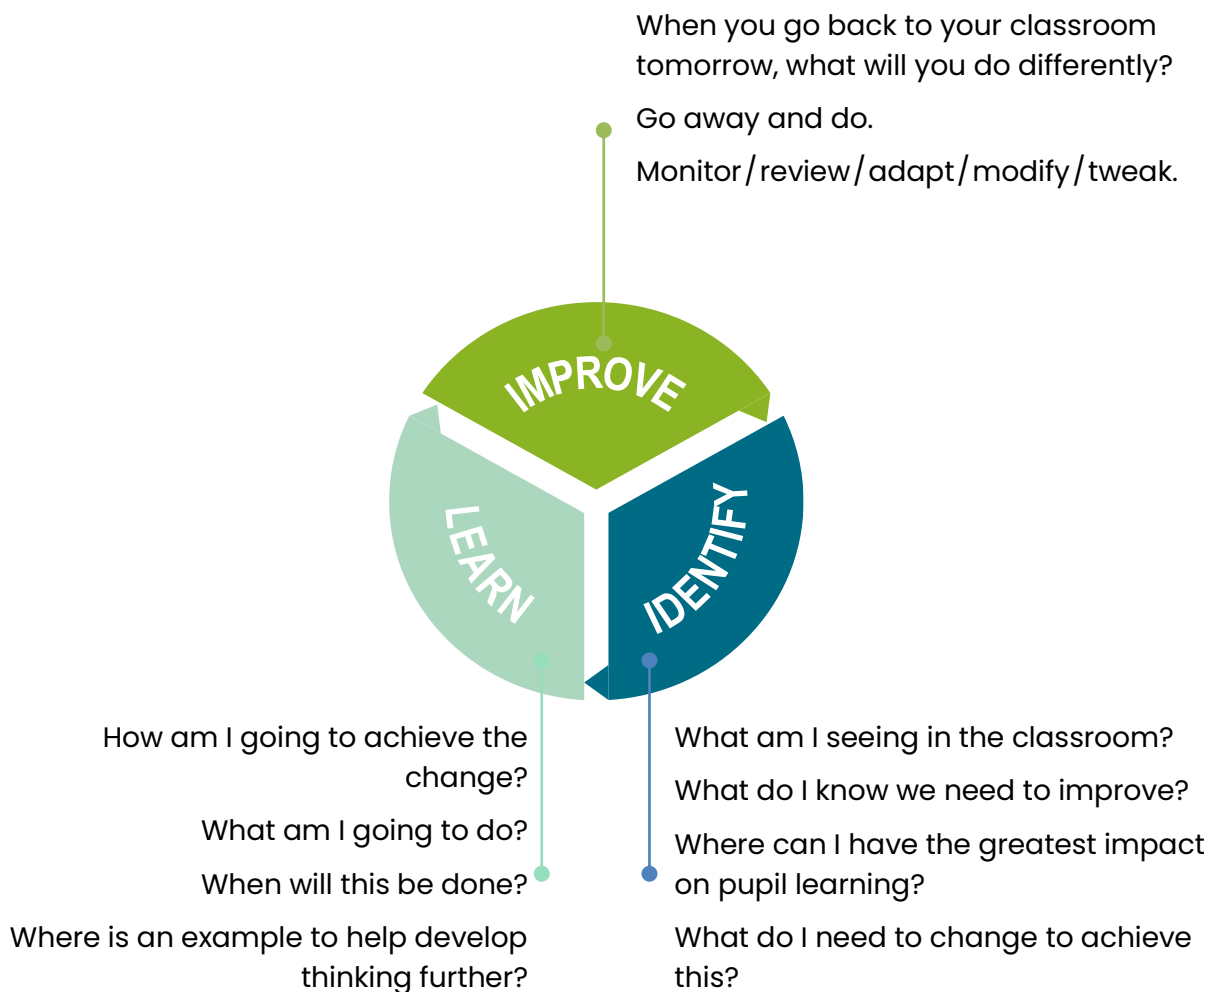 When you go back to your classroom
tomorrow, what will you do differently?
Go away and do.
Monitor/review/adapt/modify/tweak.
IMPROVE
LEARN
IDENTIFY
How am I going to achieve the
change?
What am I going to do?
When will this be done?
Where is an example to help develop
thinking further?
What am I seeing in the classroom?
What do I know we need to improve?
Where can I have the greatest impact
on pupil learning?
What do I need to change to achieve
this?